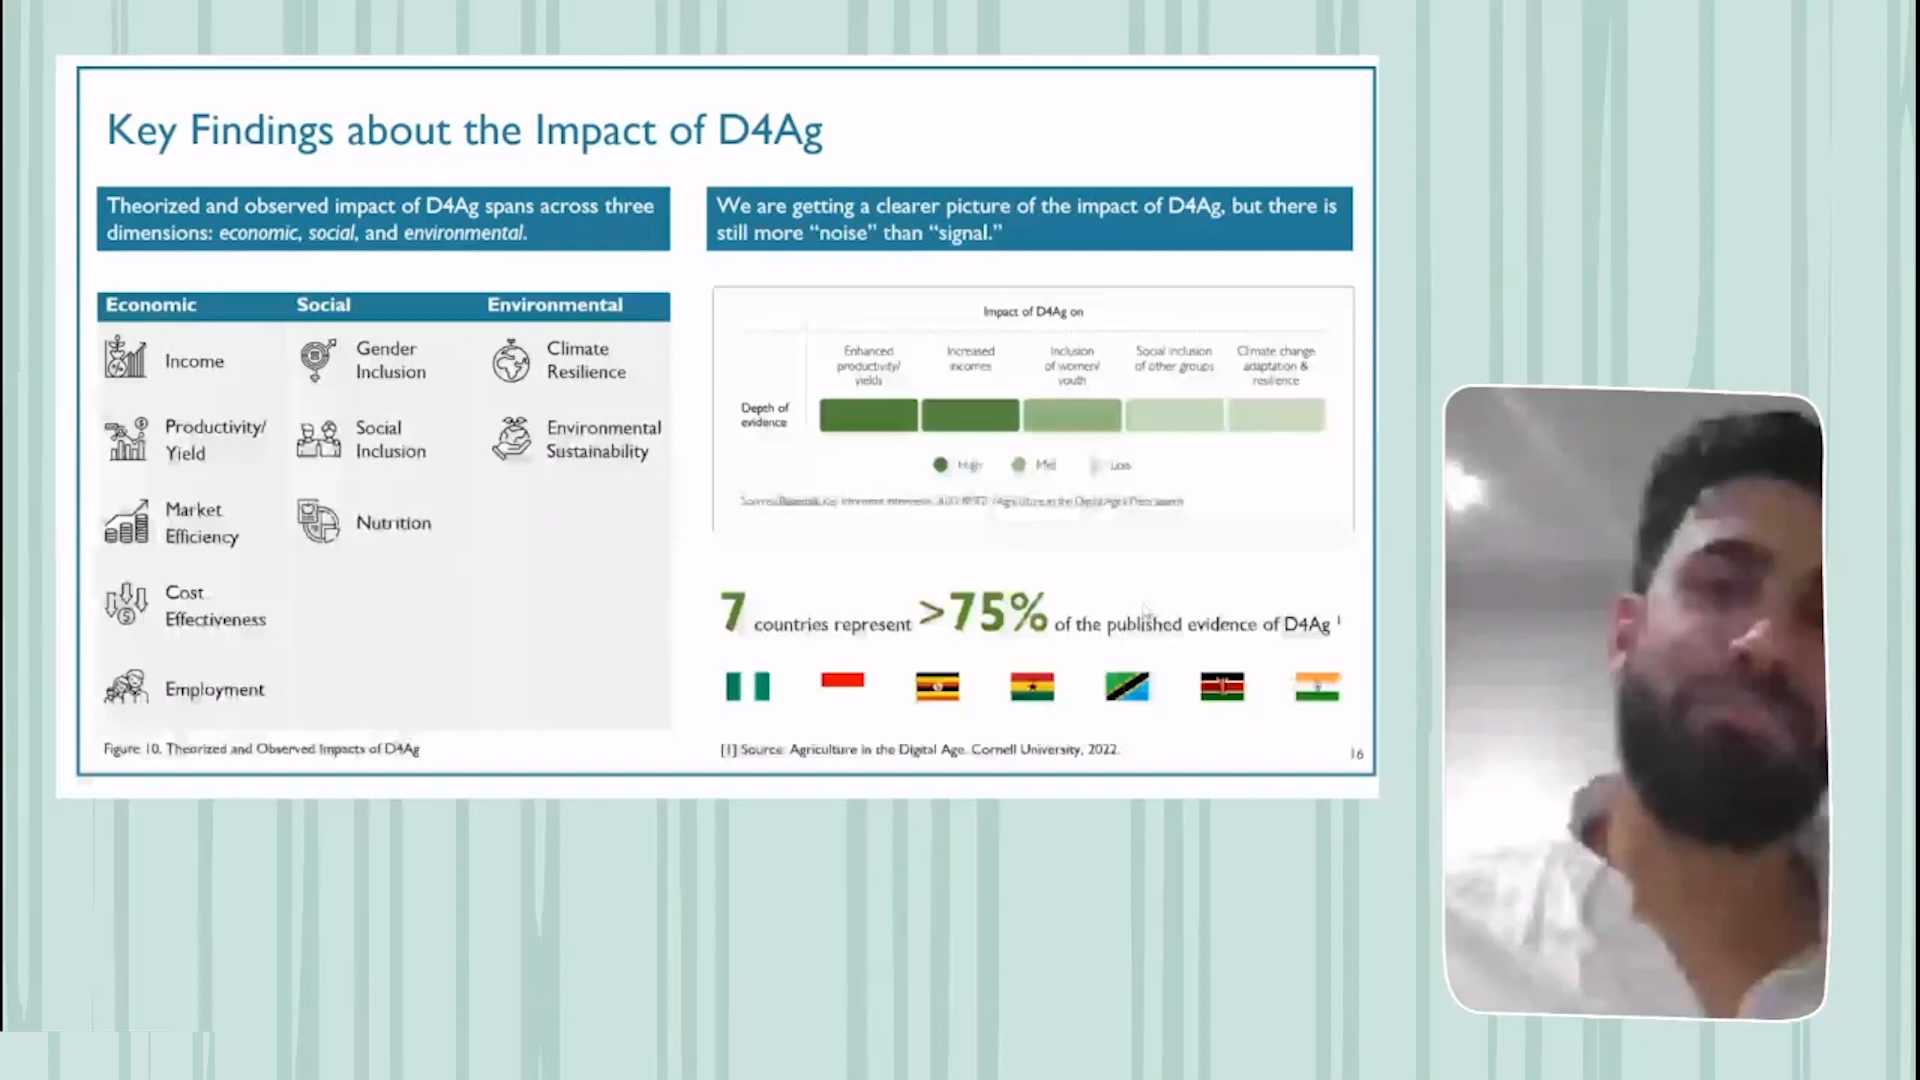 Key Findings about the Impact of D4Ag
Theorized and observed impact of D4Ag spans across three
dimensions: economic, social, and environmental.
Economic
Social
Environmental
Income
Gender
Inclusion
Climate
Resilience
Productivity/
Yield
Social
Inclusion
Environmental
Sustainability
Market
Efficiency
Nutrition
Cost
Effectiveness
Employment
Figure 10. Theorized and Observed Impacts of D4Ag
We are getting a clearer picture of the impact of D4Ag, but there is
still more “noise” than “signal.”
Impact of D4Ag on
Enhanced
productivity/
yields
Increased
incomes
Inclusion
of women/
youth
Social inclusion
of other groups
Climate change
adaptation &
resilience
Depth of
evidence
High
Mid
7 countries represent >75% of the published evidence of D4Ag 1
[1] Source: Agriculture in the Digital Age. Cornell University, 2022.
16